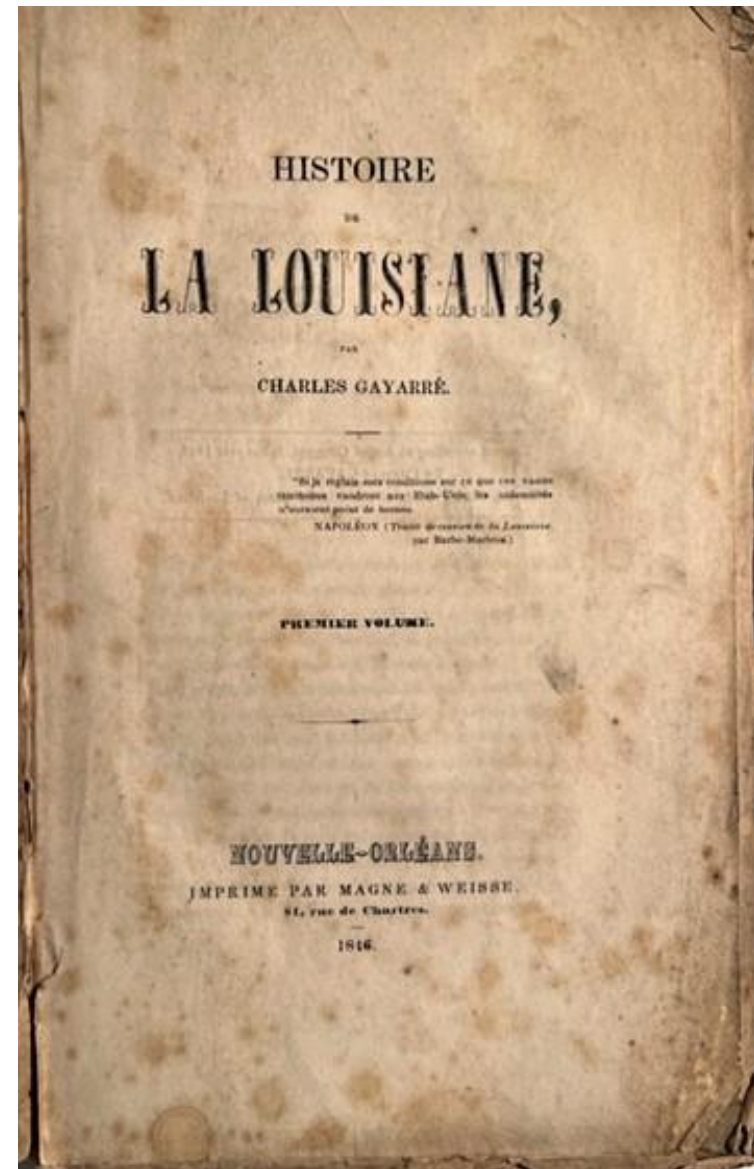 HISTOIRE
DE
LA LOUISIANE,
PAR
CHARLES GAYARRÉ.
"Si je réglais mes conditions sur ce que ces vastes
territoires vaudront aux Etats-Unis, les indemnités
n'auraient point de bornes.
NAPOLÉON (Traité de cession de la Louisiane
par Barbé-Marbois.)
PREMIER VOLUME.
NOUVELLE-ORLÉANS.
IMPRIME PAR MAGNE & WEISSE.
81, rue de Chartres.
1846.